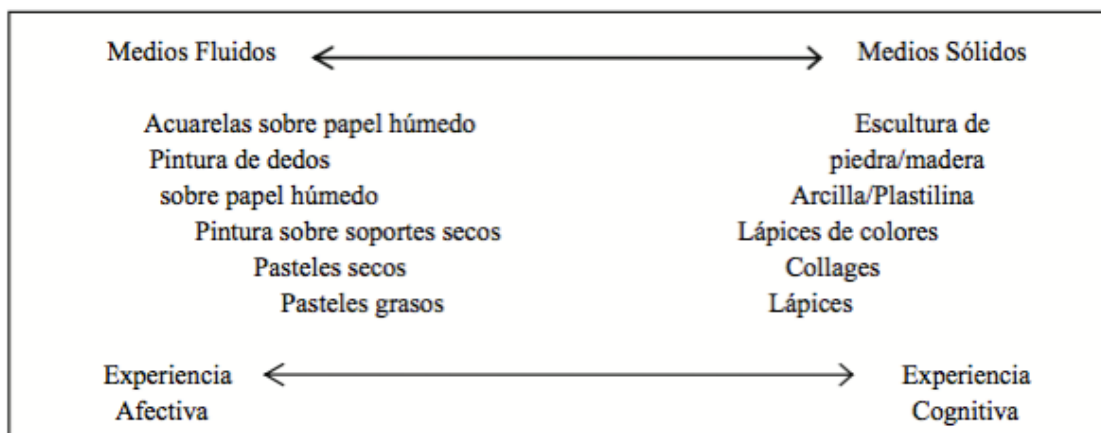 Medios Fluidos
Medios Sólidos
Acuarelas sobre papel húmedo
Pintura de dedos
sobre papel húmedo
Pintura sobre soportes secos
Pasteles secos
Pasteles grasos
Escultura de
piedra/madera
Arcilla/Plastilina
Lápices de colores
Collages
Lápices
Experiencia
Afectiva
Experiencia
Cognitiva